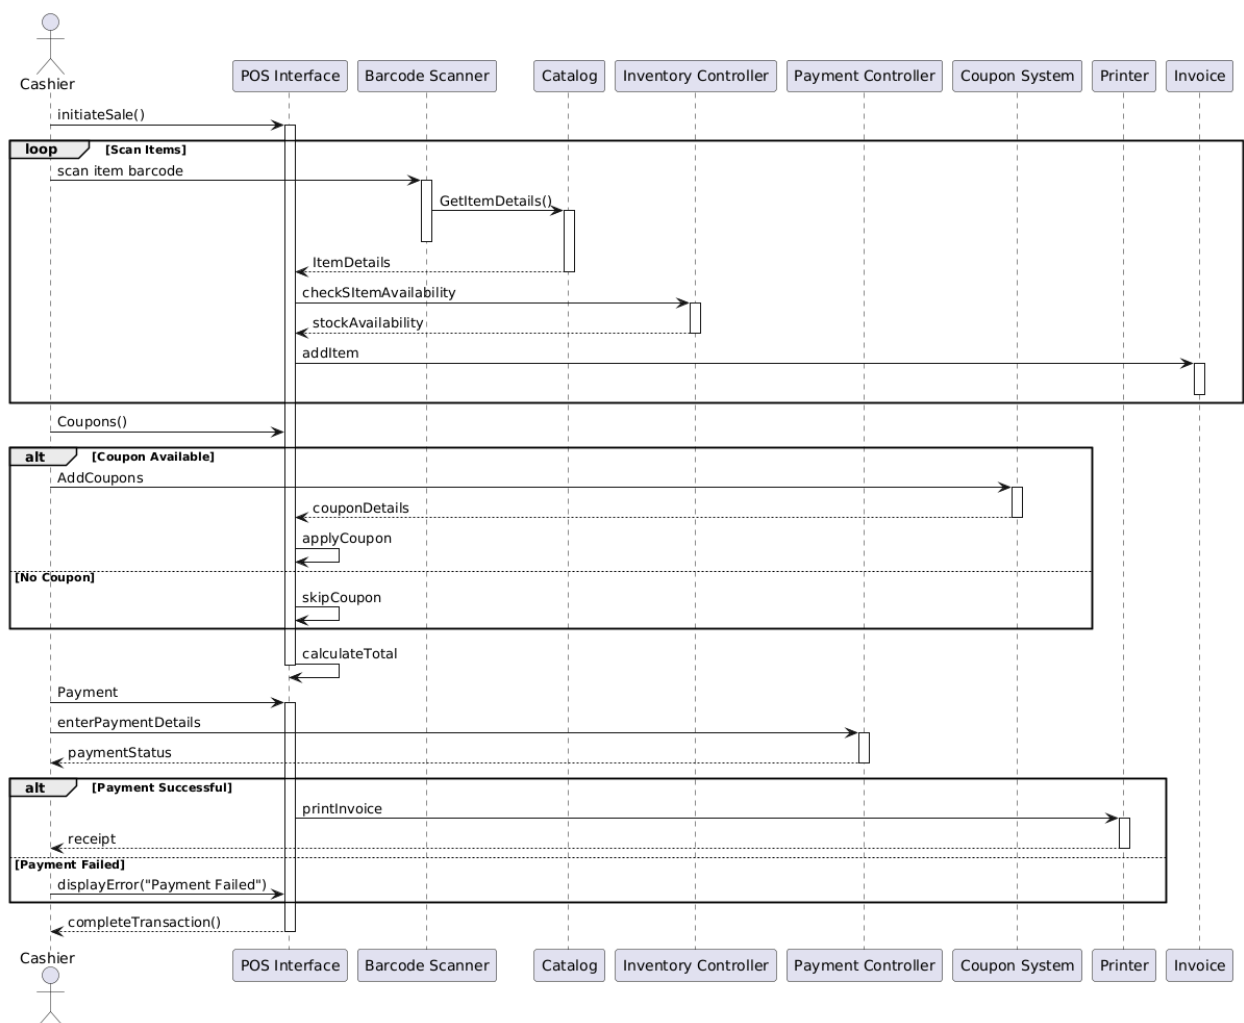 Cashier
POS Interface Barcode Scanner Catalog Inventory Controller Payment Controller Coupon System Printer Invoice
initiateSale()
loop [Scan Items]
scan item barcode
GetItemDetails()
ItemDetails
checkSItemAvailability
stockAvailability
addItem
Coupons()
alt [Coupon Available]
AddCoupons
couponDetails
applyCoupon
[No Coupon]
skipCoupon
calculateTotal
Payment
enterPaymentDetails
paymentStatus
alt [Payment Successful]
printInvoice
receipt
[Payment Failed]
displayError("Payment Failed")
completeTransaction()
Cashier
POS Interface Barcode Scanner Catalog Inventory Controller Payment Controller Coupon System Printer Invoice